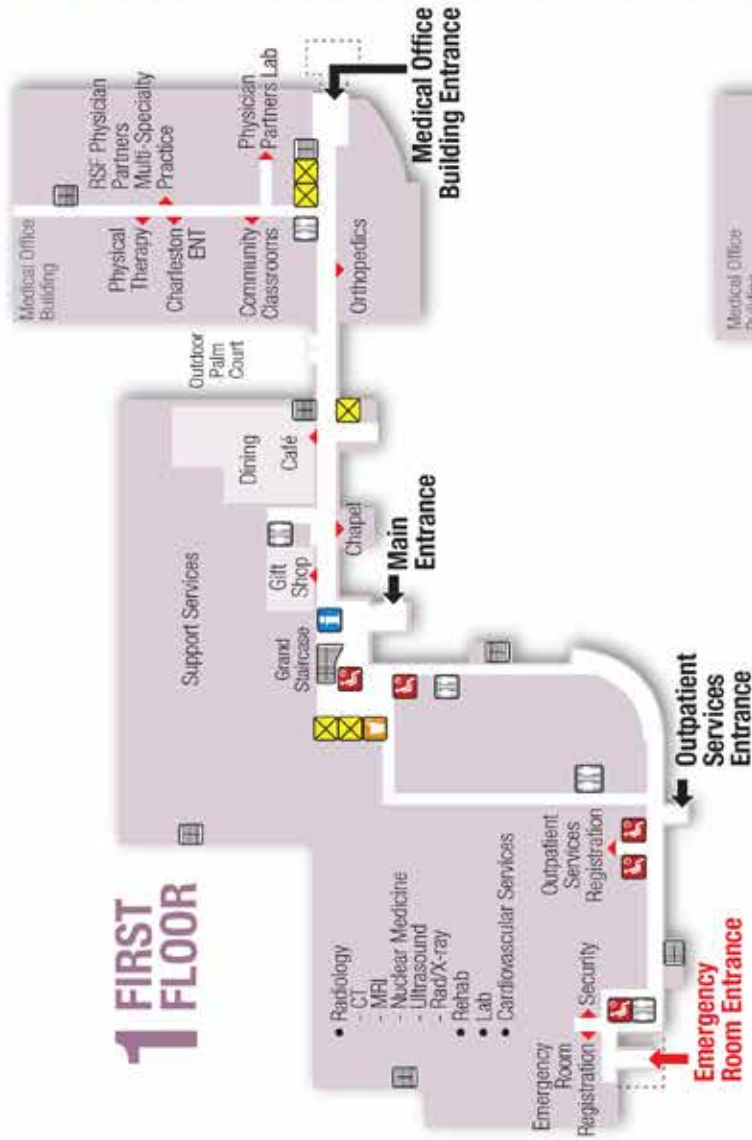 1 FIRST
FLOOR
Medical Office
Building
RSF Physician
Partners
Multi-Specialty
Practice
Physical
Therapy
Charleston
ENT
Physician
Partners Lab
Community
Classrooms
Orthopedics
Medical Office
Building Entrance
Outdoor
Palm
Court
Dining
Café
Support Services
Gift
Shop
Chapel
Main
Entrance
Grand
Staircase
i
• Radiology
- CT
- MRI
- Nuclear Medicine
- Ultrasound
- Rad/X-ray
• Rehab
• Lab
• Cardiovascular Services
Outpatient
Services
Registration
Outpatient
Services
Entrance
Emergency
Room
Registration
Security
Emergency
Room Entrance
Medical Office